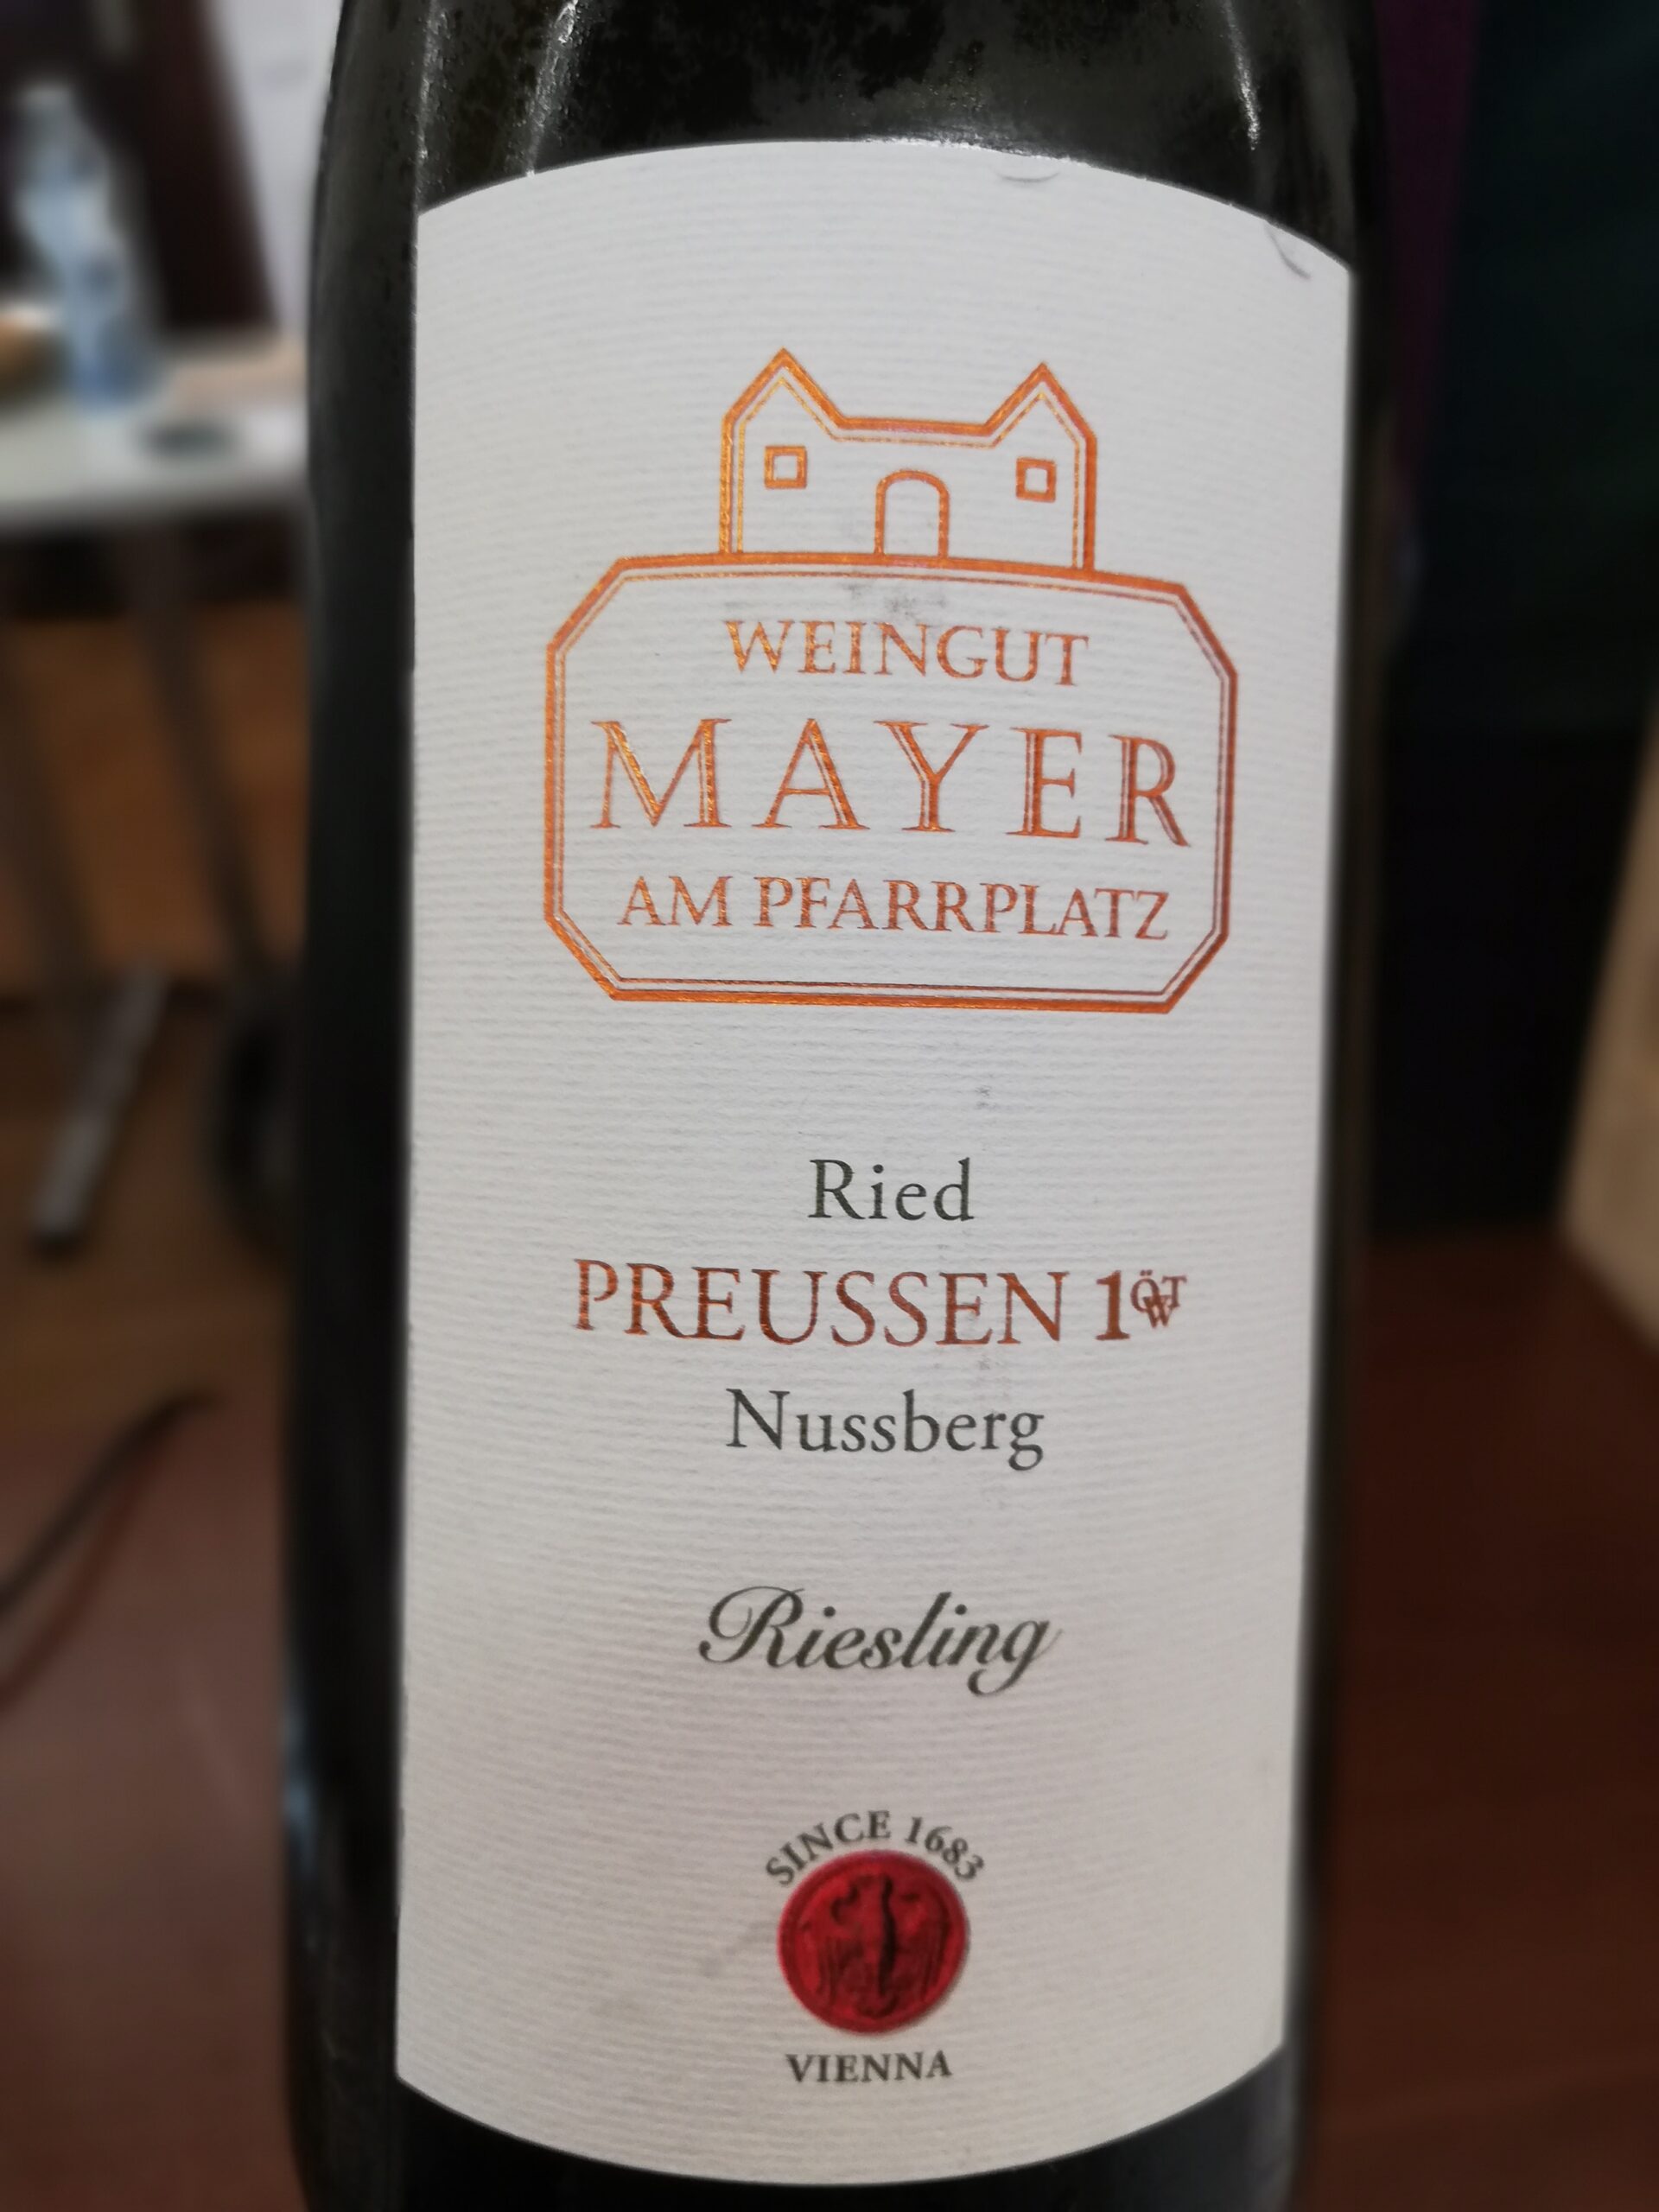 WEINGUT
MAYER
AM PFARRPLATZ
Ried
PREUSSEN 1ÖTW
Nussberg
Riesling
SINCE 1683
VIENNA